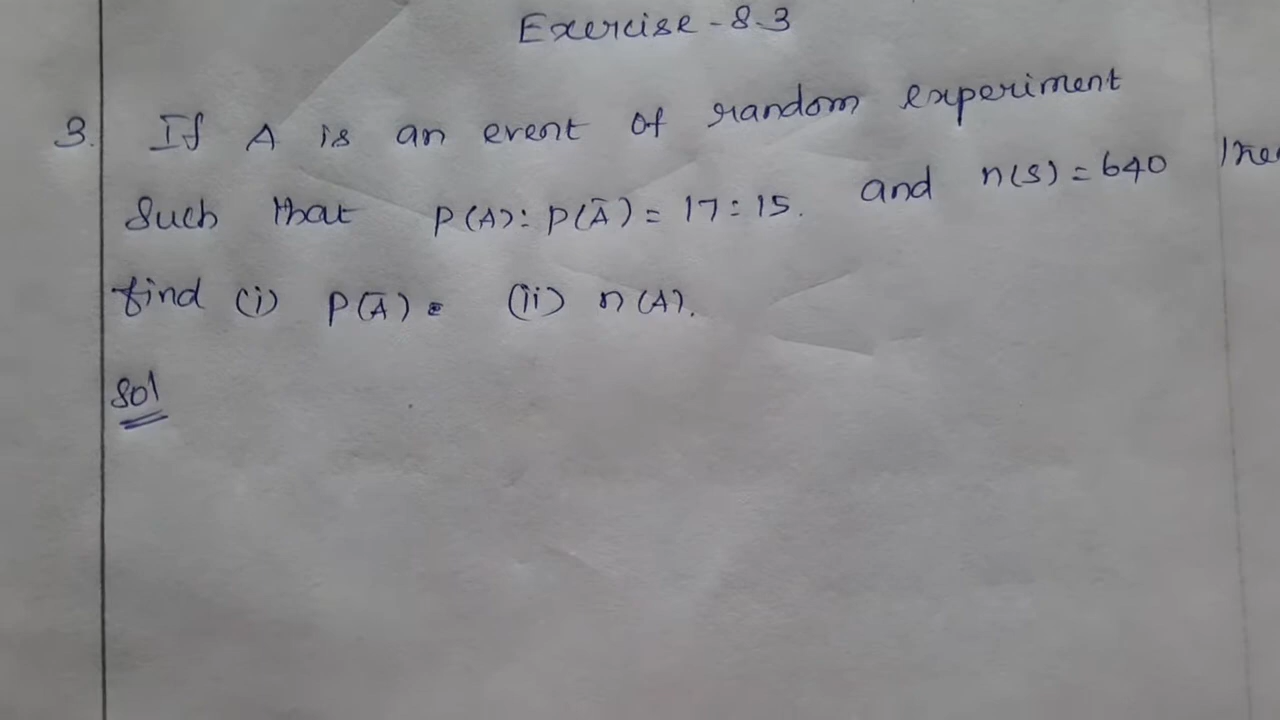 Exercise - 8.3
3. If A is an event of random experiment
such that P(A): P(Ā) = 17:15. and n(S) = 640
find (i) P(Ā). (ii) n(A).
Sol